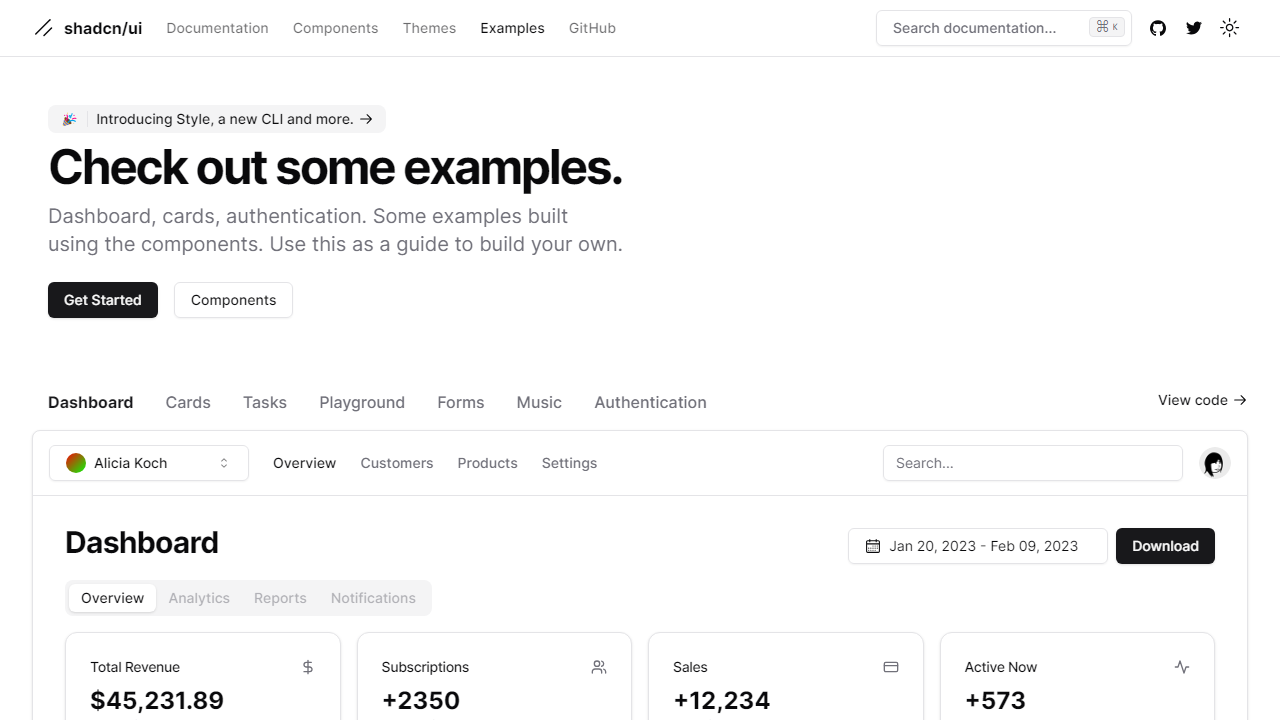 shadcn/ui Documentation Components Themes Examples GitHub Search documentation... ⌘ K
Introducing Style, a new CLI and more. →
Check out some examples.
Dashboard, cards, authentication. Some examples built
using the components. Use this as a guide to build your own.
Get Started Components
Dashboard Cards Tasks Playground Forms Music Authentication View code →
Alicia Koch Overview Customers Products Settings Search...
Dashboard Jan 20, 2023 - Feb 09, 2023 Download
Overview Analytics Reports Notifications
Total Revenue $ Subscriptions Sales Active Now
$45,231.89 +2350 +12,234 +573